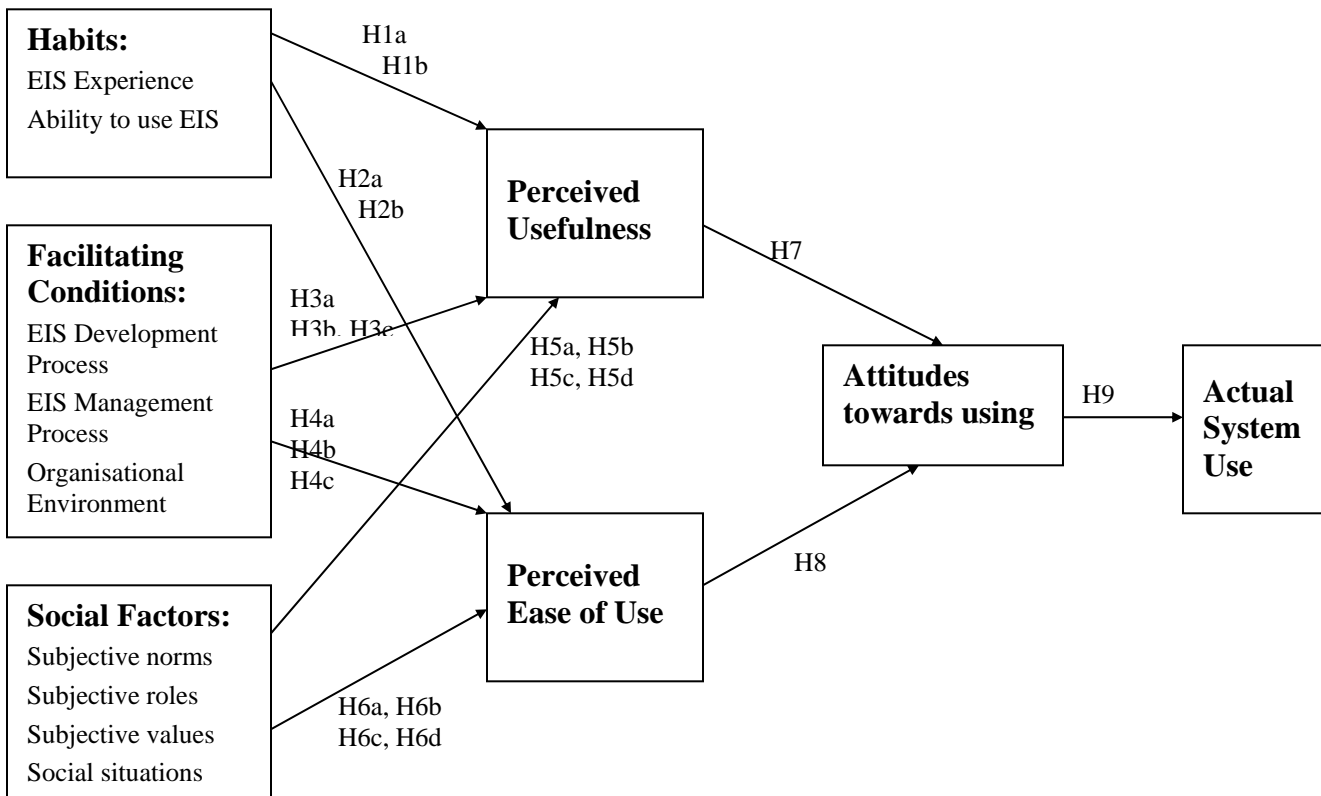 Habits:
EIS Experience
Ability to use EIS
H1a
H1b
H2a
H2b
Perceived
Usefulness
Facilitating
Conditions:
EIS Development
Process
EIS Management
Process
Organisational
Environment
H3a
H3b, H3c
H4a
H4b
H4c
H5a, H5b
H5c, H5d
H7
Attitudes
towards using
H9
Actual
System
Use
H8
Perceived
Ease of Use
Social Factors:
Subjective norms
Subjective roles
Subjective values
Social situations
H6a, H6b
H6c, H6d